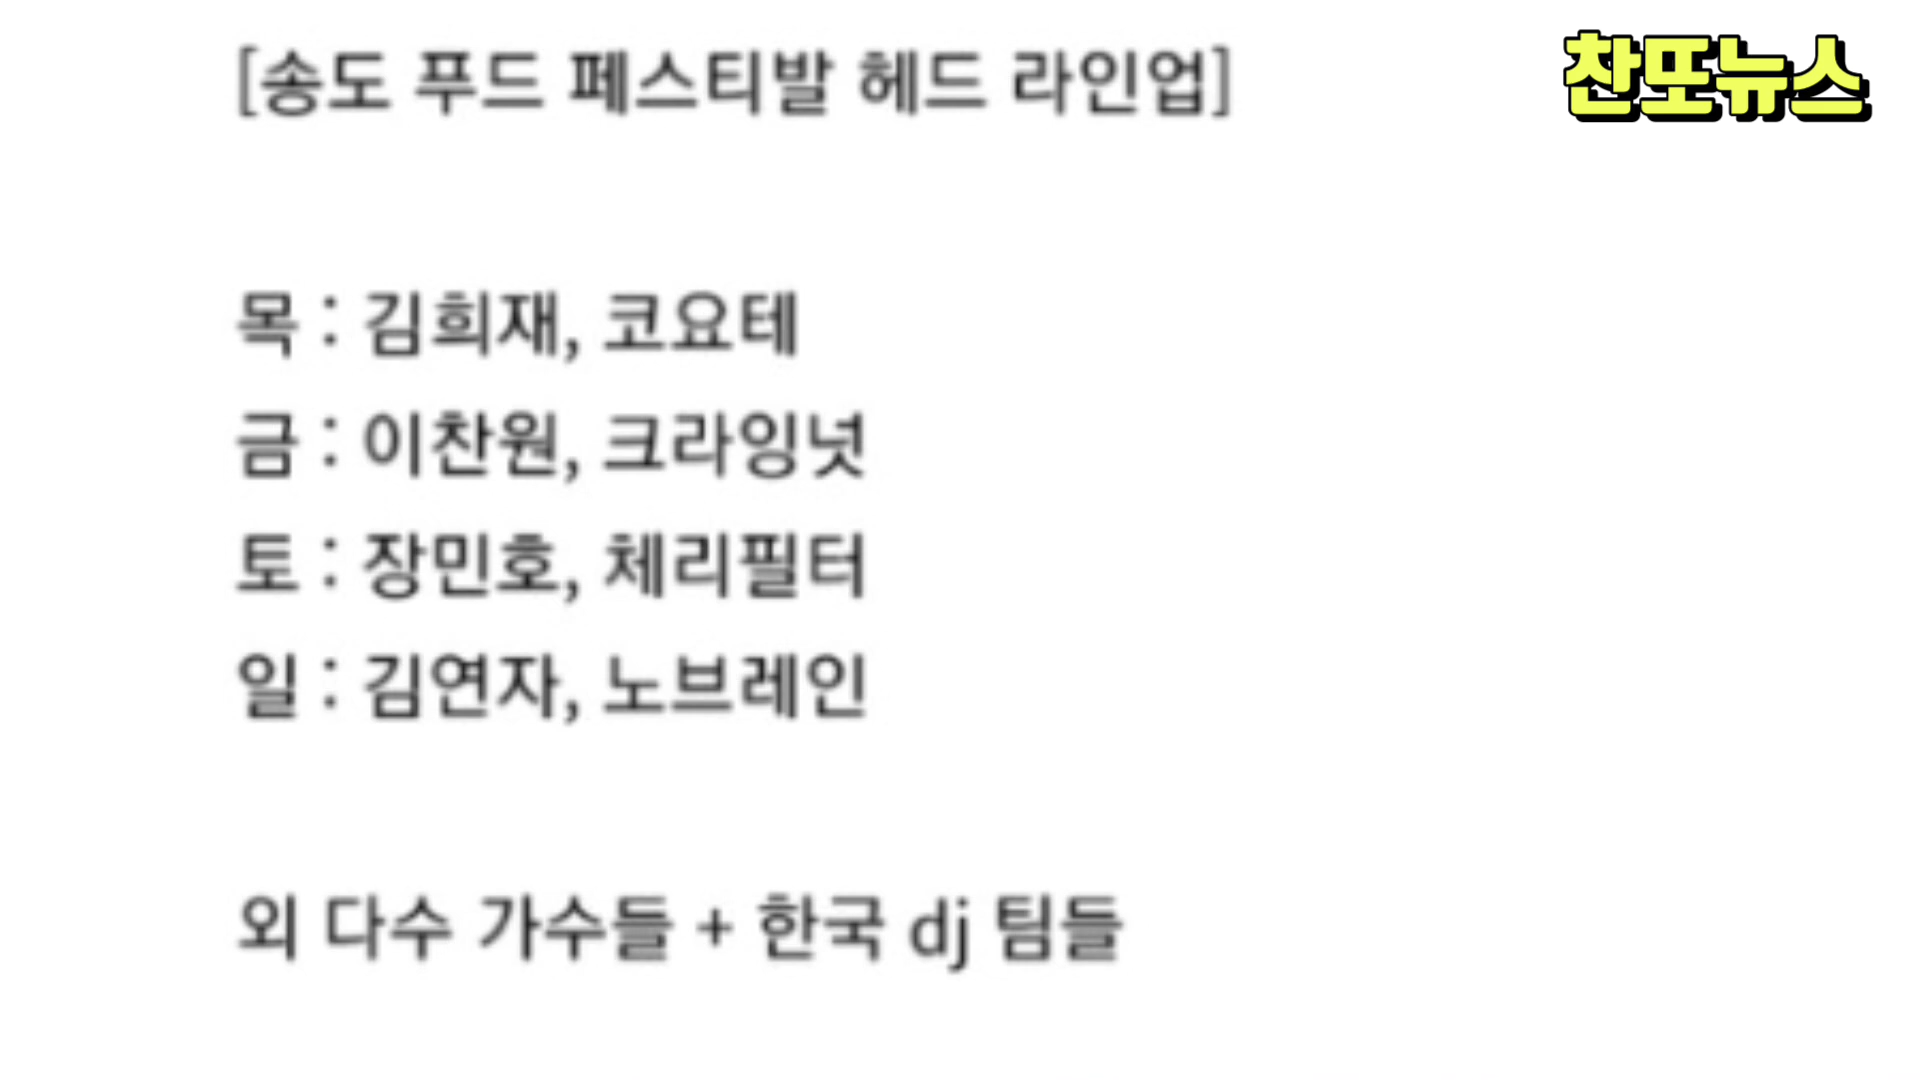 [송도 푸드 페스티발 헤드 라인업]
찬또뉴스
목 : 김희재, 코요테
금 : 이찬원, 크라잉넛
토 : 장민호, 체리필터
일 : 김연자, 노브레인
외 다수 가수들 + 한국 dj 팀들